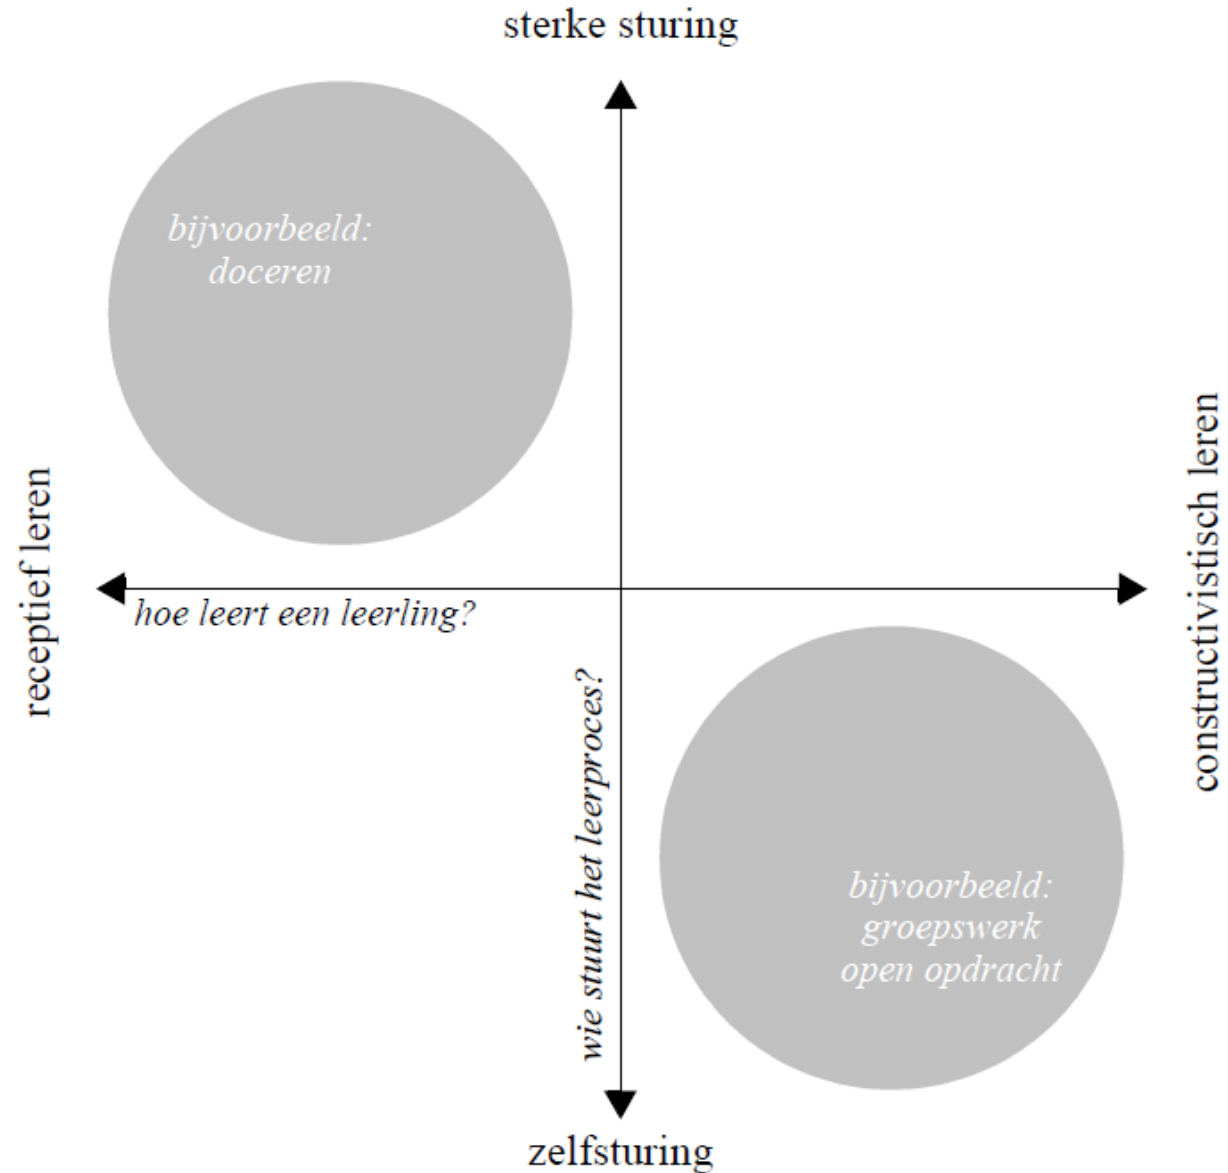 sterke sturing
bijvoorbeeld:
doceren
receptief leren
hoe leert een leerling?
constructivistisch leren
wie stuurt het leerproces?
bijvoorbeeld:
groepswerk
open opdracht
zelfsturing